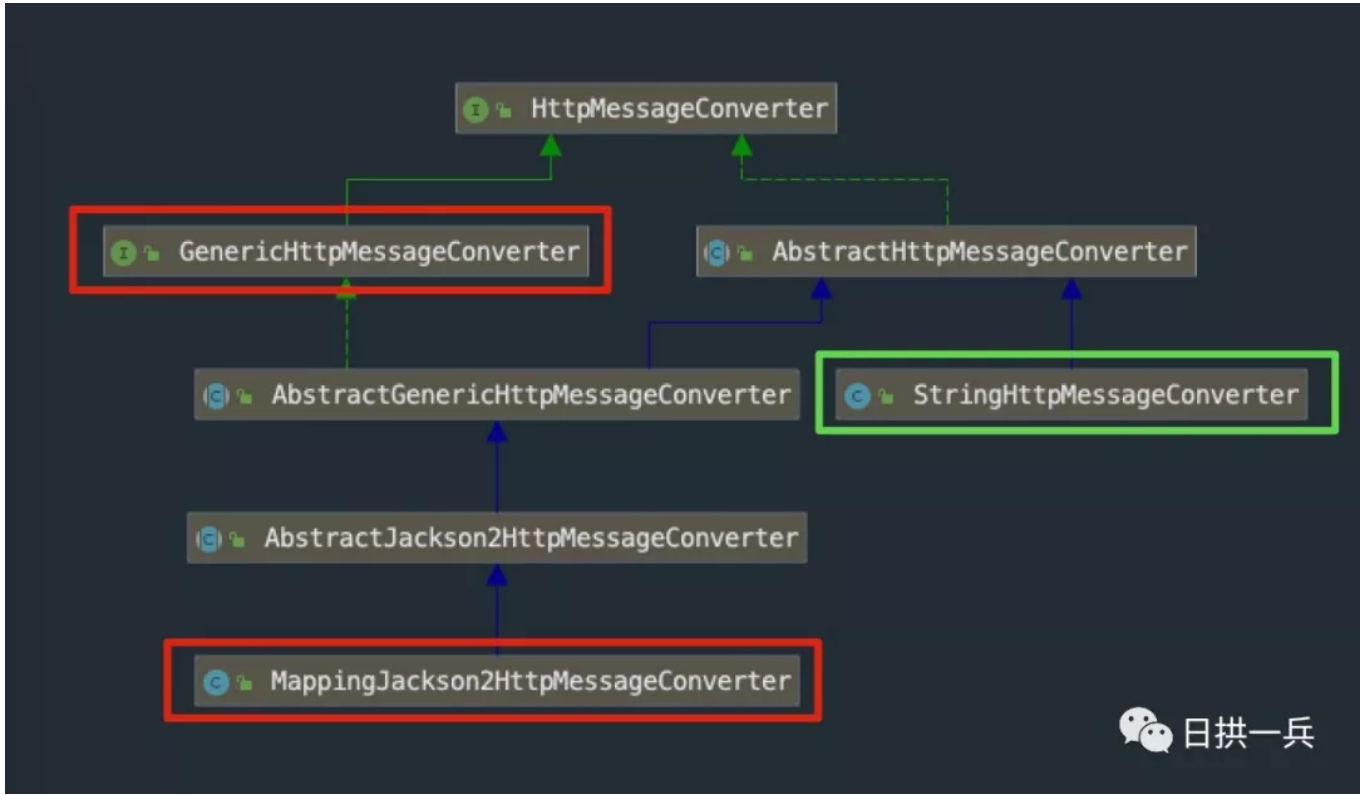 HttpMessageConverter
GenericHttpMessageConverter
AbstractHttpMessageConverter
AbstractGenericHttpMessageConverter
StringHttpMessageConverter
AbstractJackson2HttpMessageConverter
MappingJackson2HttpMessageConverter
日拱一兵